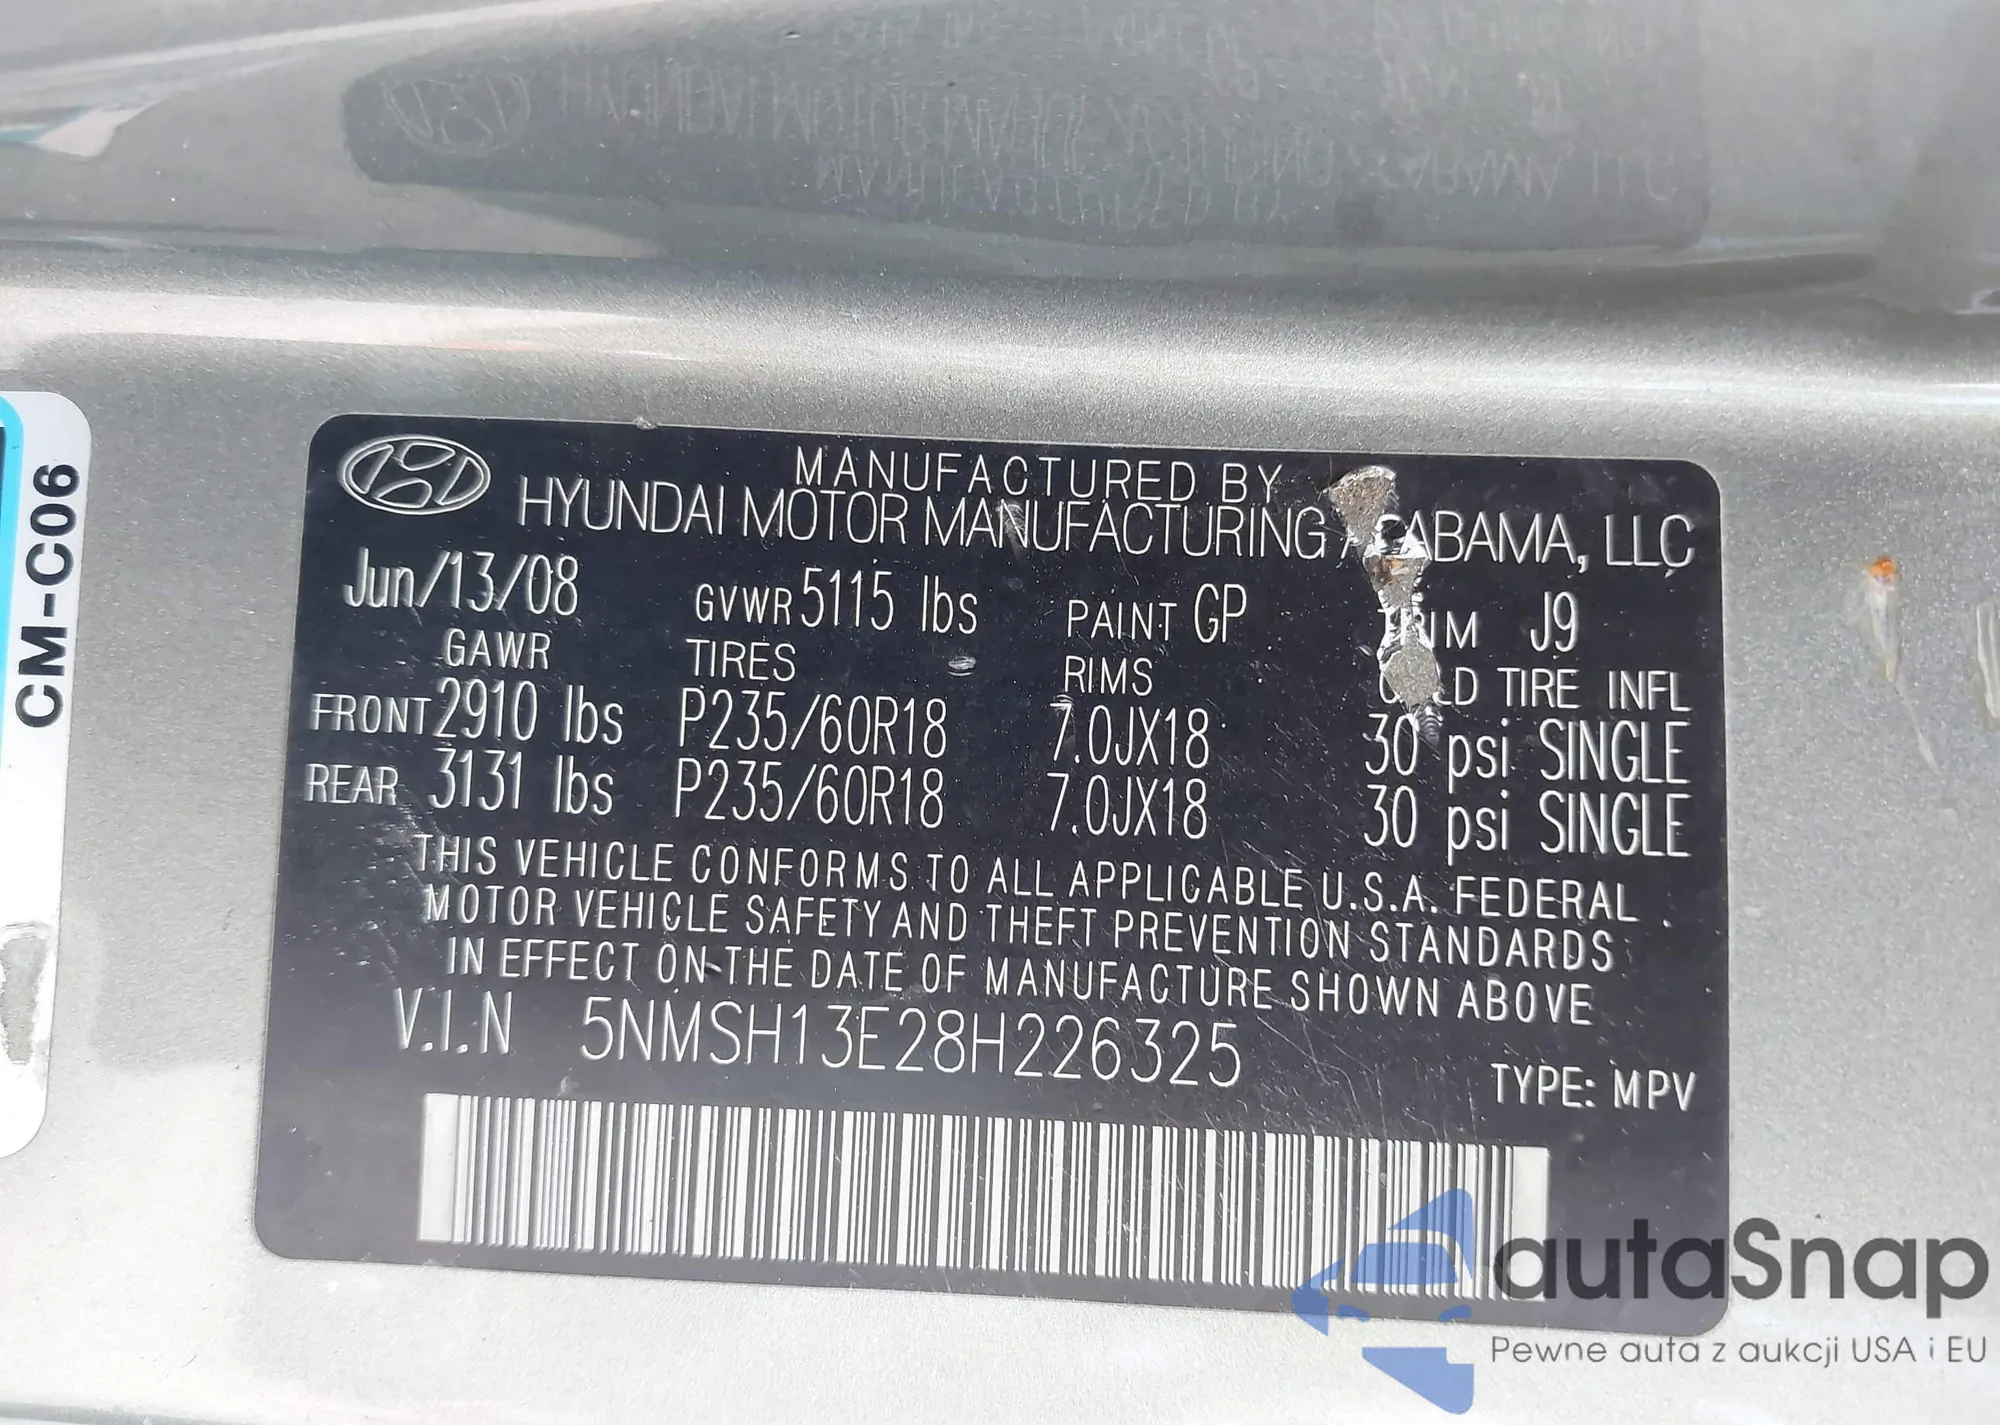 MANUFACTURED BY
HYUNDAI MOTOR MANUFACTURING ALABAMA, LLC
Jun/13/08 GVWR 5115 lbs PAINT GP TRIM J9
GAWR TIRES RIMS COLD TIRE INFL
FRONT 2910 lbs P235/60R18 7.0JX18 30 psi SINGLE
REAR 3131 lbs P235/60R18 7.0JX18 30 psi SINGLE
THIS VEHICLE CONFORMS TO ALL APPLICABLE U.S.A. FEDERAL
MOTOR VEHICLE SAFETY AND THEFT PREVENTION STANDARDS
IN EFFECT ON THE DATE OF MANUFACTURE SHOWN ABOVE
V.I.N 5NMSH13E28H226325
TYPE: MPV
CM-C06
autaSnap
Pewne auta z aukcji USA i EU